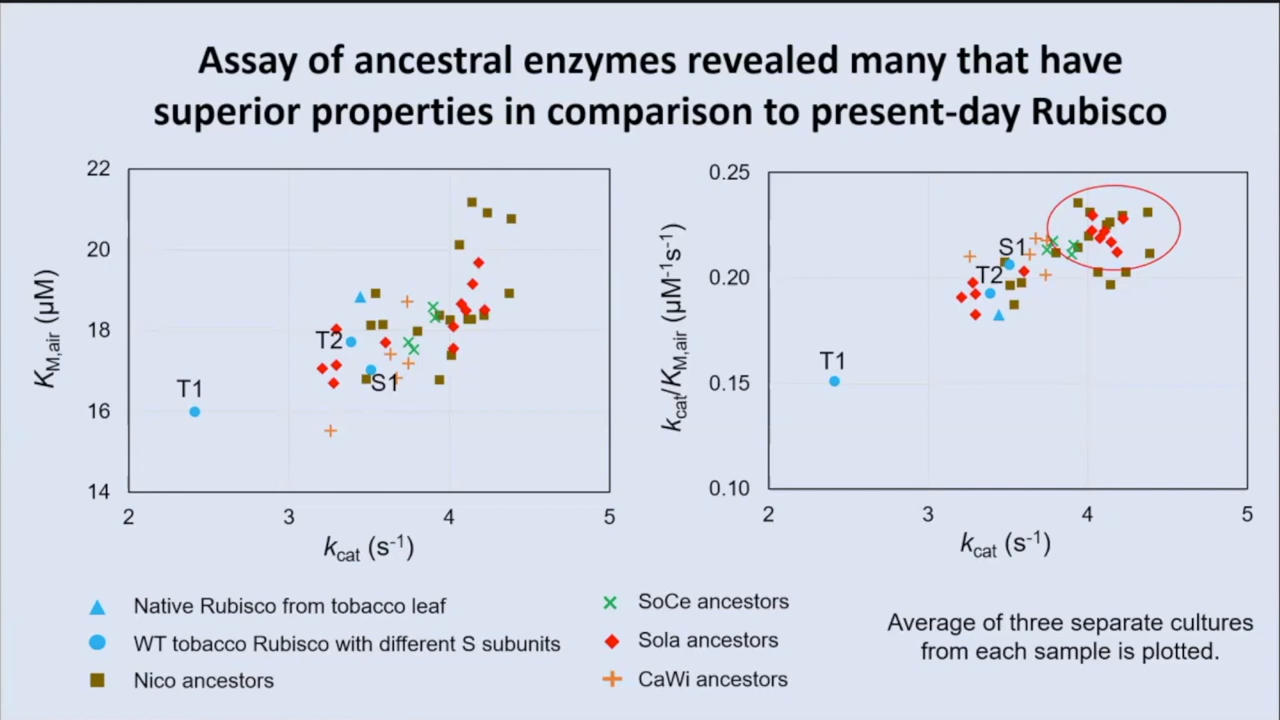 Assay of ancestral enzymes revealed many that have
superior properties in comparison to present-day Rubisco
22
20
18
16
14
K_M,air (μM)
T1
T2
S1
2 3 4 5
k_cat (s⁻¹)
0.25
0.20
0.15
0.10
k_cat/K_M,air (μM⁻¹s⁻¹)
T1
T2
S1
2 3 4 5
k_cat (s⁻¹)
Native Rubisco from tobacco leaf
WT tobacco Rubisco with different S subunits
Nico ancestors
SoCe ancestors
Sola ancestors
CaWi ancestors
Average of three separate cultures
from each sample is plotted.